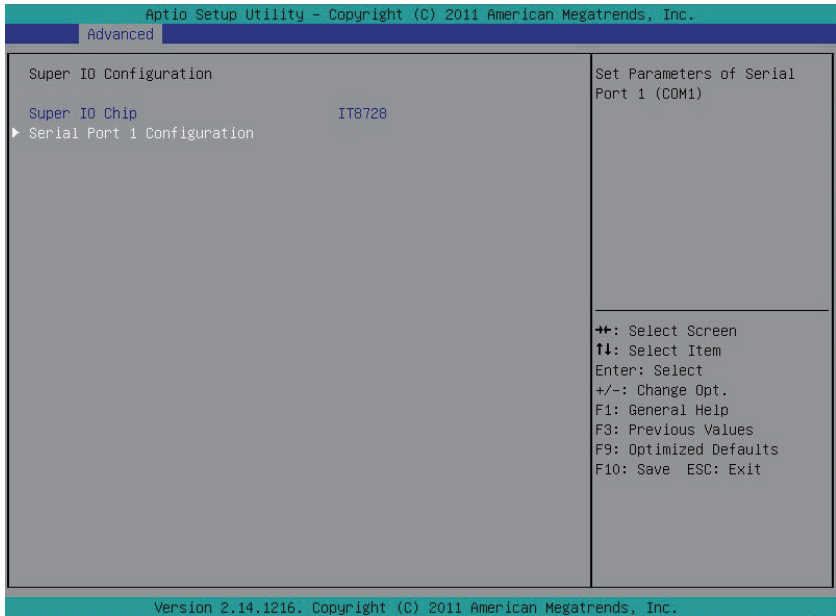 Aptio Setup Utility – Copyright (C) 2011 American Megatrends, Inc.
Advanced
Super IO Configuration
Super IO Chip IT8728
▶ Serial Port 1 Configuration
Set Parameters of Serial
Port 1 (COM1)
→←: Select Screen
↑↓: Select Item
Enter: Select
+/-: Change Opt.
F1: General Help
F3: Previous Values
F9: Optimized Defaults
F10: Save ESC: Exit
Version 2.14.1216. Copyright (C) 2011 American Megatrends, Inc.